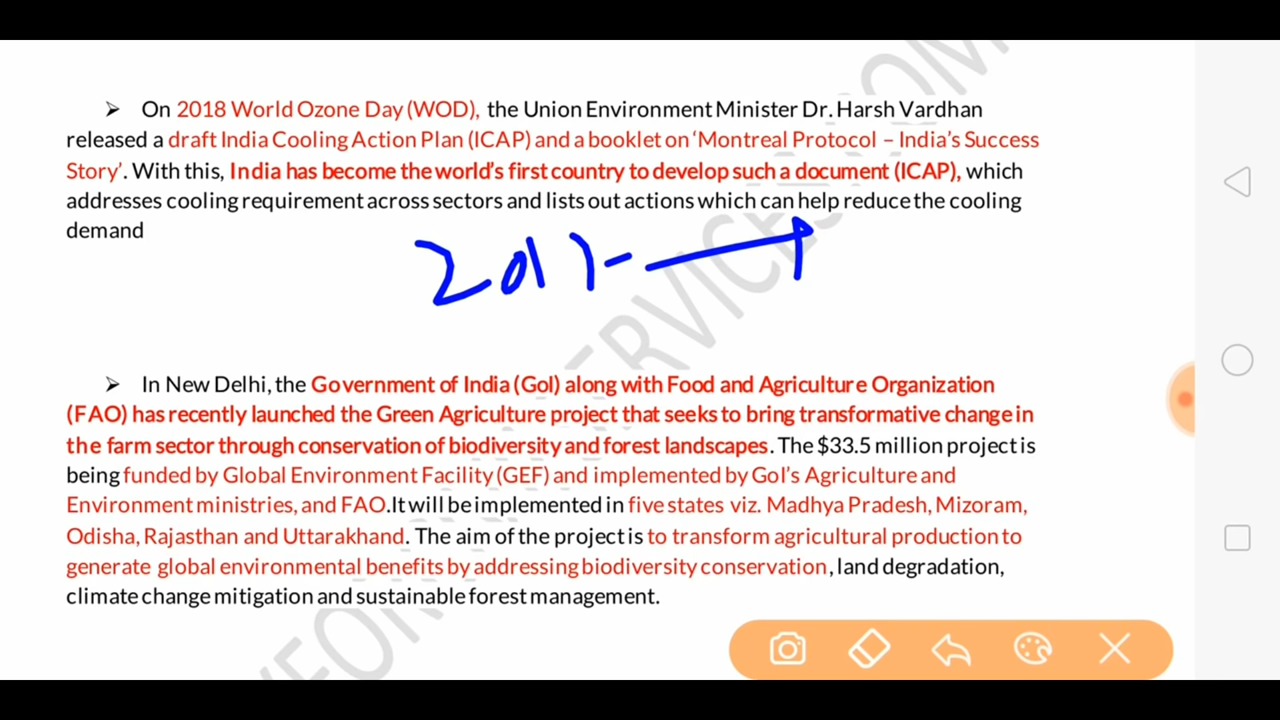 ➤ On 2018 World Ozone Day (WOD), the Union Environment Minister Dr. Harsh Vardhan
released a draft India Cooling Action Plan (ICAP) and a booklet on ‘Montreal Protocol – India’s Success
Story’. With this, India has become the world’s first country to develop such a document (ICAP), which
addresses cooling requirement across sectors and lists out actions which can help reduce the cooling
demand
➤ In New Delhi, the Government of India (GoI) along with Food and Agriculture Organization
(FAO) has recently launched the Green Agriculture project that seeks to bring transformative change in
the farm sector through conservation of biodiversity and forest landscapes. The $33.5 million project is
being funded by Global Environment Facility (GEF) and implemented by GoI’s Agriculture and
Environment ministries, and FAO.It will be implemented in five states viz. Madhya Pradesh, Mizoram,
Odisha, Rajasthan and Uttarakhand. The aim of the project is to transform agricultural production to
generate global environmental benefits by addressing biodiversity conservation, land degradation,
climate change mitigation and sustainable forest management.